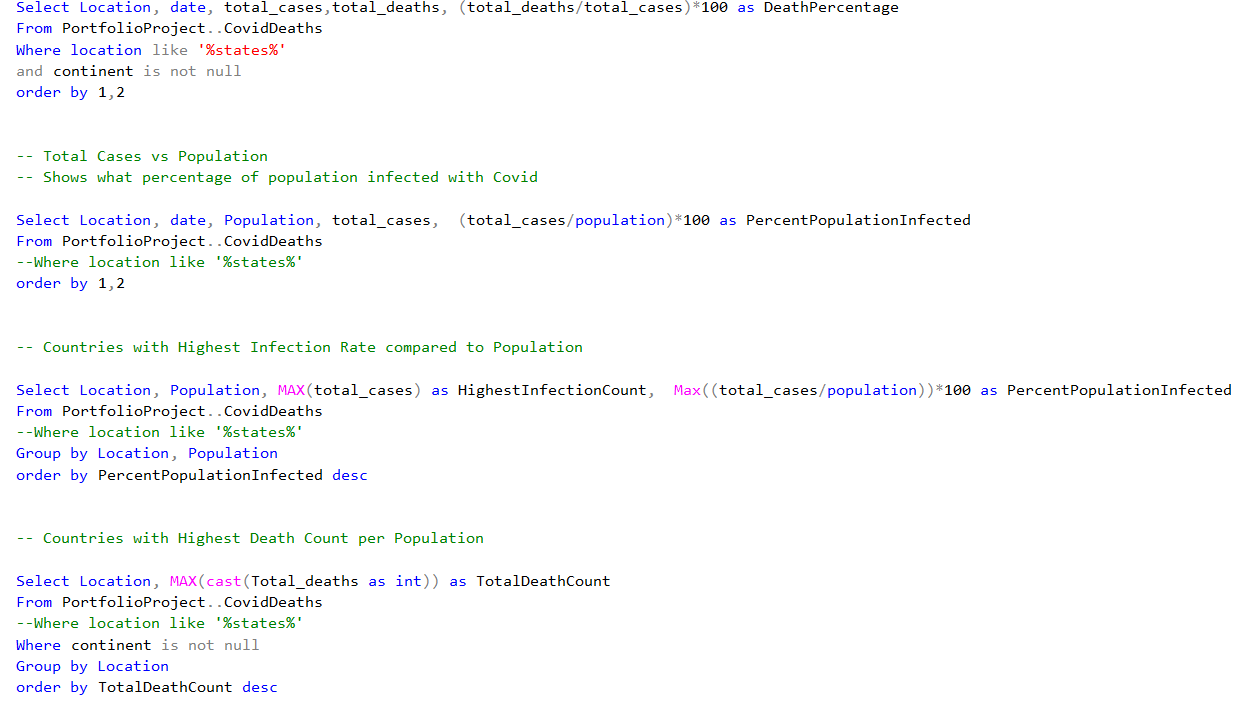 Select Location, date, total_cases,total_deaths, (total_deaths/total_cases)*100 as DeathPercentage
From PortfolioProject..CovidDeaths
Where location like '%states%'
and continent is not null
order by 1,2
-- Total Cases vs Population
-- Shows what percentage of population infected with Covid
Select Location, date, Population, total_cases,  (total_cases/population)*100 as PercentPopulationInfected
From PortfolioProject..CovidDeaths
--Where location like '%states%'
order by 1,2
-- Countries with Highest Infection Rate compared to Population
Select Location, Population, MAX(total_cases) as HighestInfectionCount,  Max((total_cases/population))*100 as PercentPopulationInfected
From PortfolioProject..CovidDeaths
--Where location like '%states%'
Group by Location, Population
order by PercentPopulationInfected desc
-- Countries with Highest Death Count per Population
Select Location, MAX(cast(Total_deaths as int)) as TotalDeathCount
From PortfolioProject..CovidDeaths
--Where location like '%states%'
Where continent is not null
Group by Location
order by TotalDeathCount desc